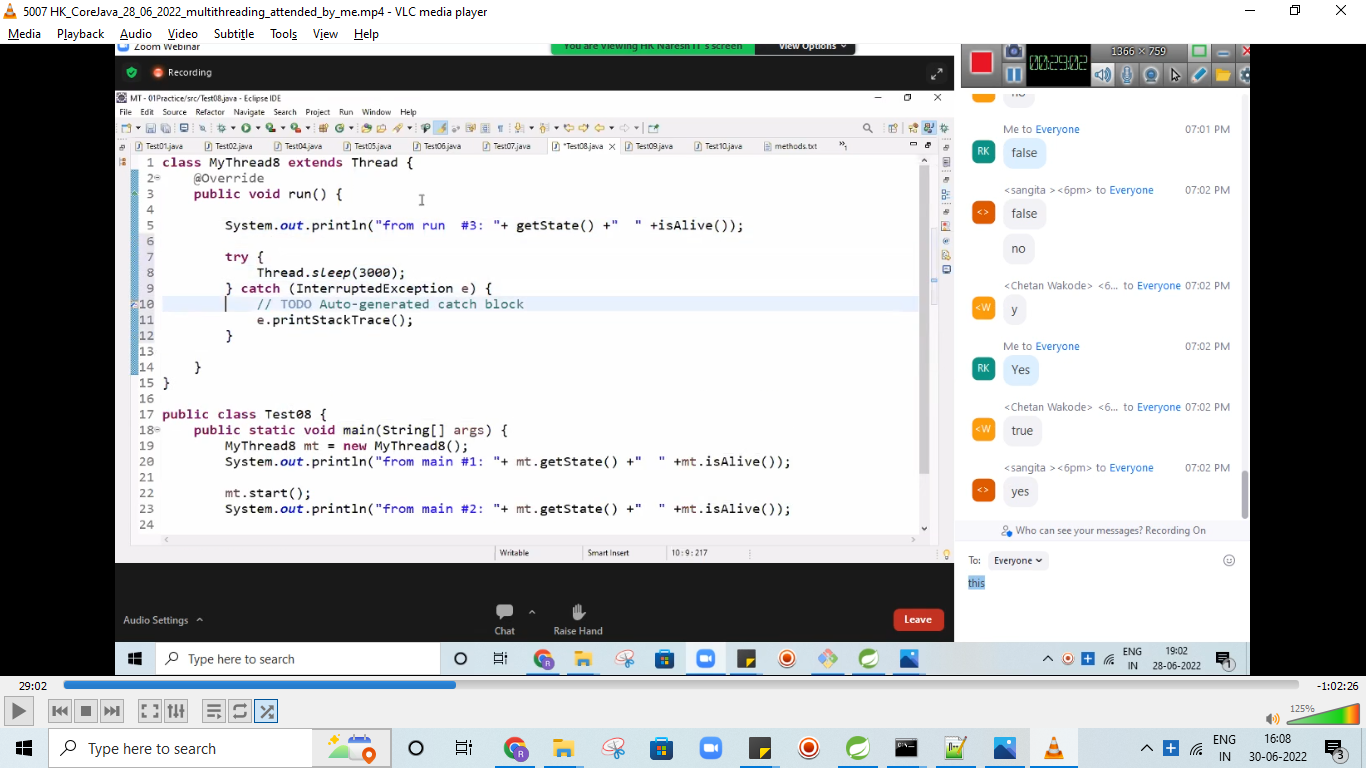 5007 HK_CoreJava_28_06_2022_multithreading_attended_by_me.mp4 - VLC media player
Media Playback Audio Video Subtitle Tools View Help
Zoom Webinar
You are viewing HK Naresh IT's screen
View Options
Recording
MT - 01Practice/src/Test08.java - Eclipse IDE
File Edit Source Refactor Navigate Search Project Run Window Help
Test01.java Test02.java Test04.java Test05.java Test06.java Test07.java *Test08.java Test09.java Test10.java methods.txt
1 class MyThread8 extends Thread {
2 @Override
3 public void run() {
4
5 System.out.println("from run  #3: "+ getState() +"  " +isAlive());
6
7 try {
8 Thread.sleep(3000);
9 } catch (InterruptedException e) {
10 // TODO Auto-generated catch block
11 e.printStackTrace();
12 }
13
14 }
15 }
16
17 public class Test08 {
18 public static void main(String[] args) {
19 MyThread8 mt = new MyThread8();
20 System.out.println("from main #1: "+ mt.getState() +"  " +mt.isAlive());
21
22 mt.start();
23 System.out.println("from main #2: "+ mt.getState() +"  " +mt.isAlive());
24
Writable Smart Insert 10 : 9 : 217
Audio Settings
Chat
Raise Hand
Leave
1366 × 759
00:29:02
no
Me to Everyone 07:01 PM
RK
false
<sangita ><6pm> to Everyone 07:02 PM
<>
false
no
<Chetan Wakode> <6... to Everyone 07:02 PM
<W
y
Me to Everyone 07:02 PM
RK
Yes
<Chetan Wakode> <6... to Everyone 07:02 PM
<W
true
<sangita ><6pm> to Everyone 07:02 PM
<>
yes
Who can see your messages? Recording On
To: Everyone
this
Type here to search
ENG
IN
19:02
28-06-2022
1
29:02
-1:02:26
125%
Type here to search
ENG
IN
16:08
30-06-2022
3